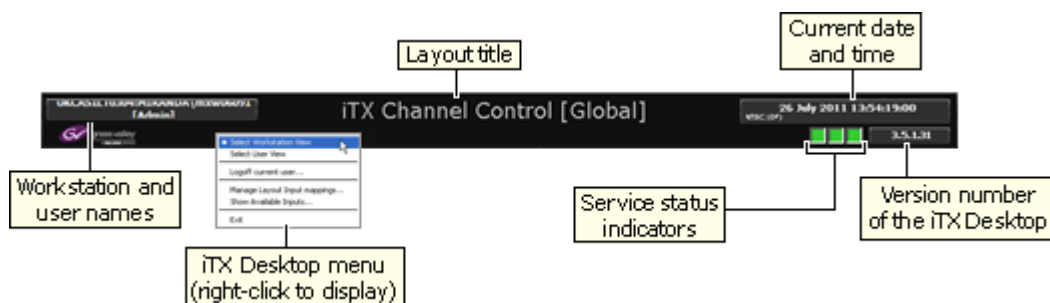 Current date
and time
Layout title
[Admin]
iTX Channel Control [Global]
26 July 2011 13:54:19:00
3.5.1.31
Select Workstation View
Select User View
Logoff current user...
Manage Layout Input mappings...
Show Available Inputs...
Exit
Workstation and
user names
Service status
indicators
Version number
of the iTX Desktop
iTX Desktop menu
(right-click to display)